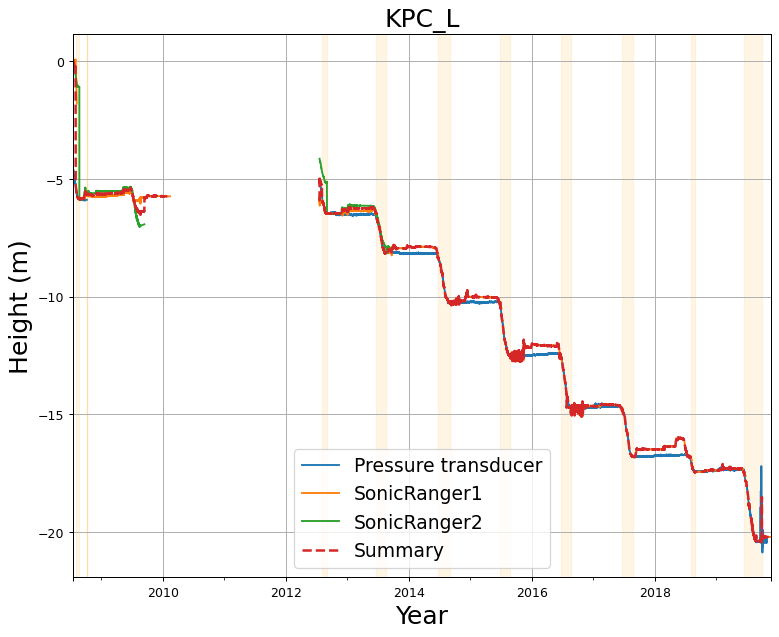 KPC_L
0
−5
−10
−15
−20
Height (m)
Pressure transducer
SonicRanger1
SonicRanger2
Summary
2010
2012
2014
2016
2018
Year